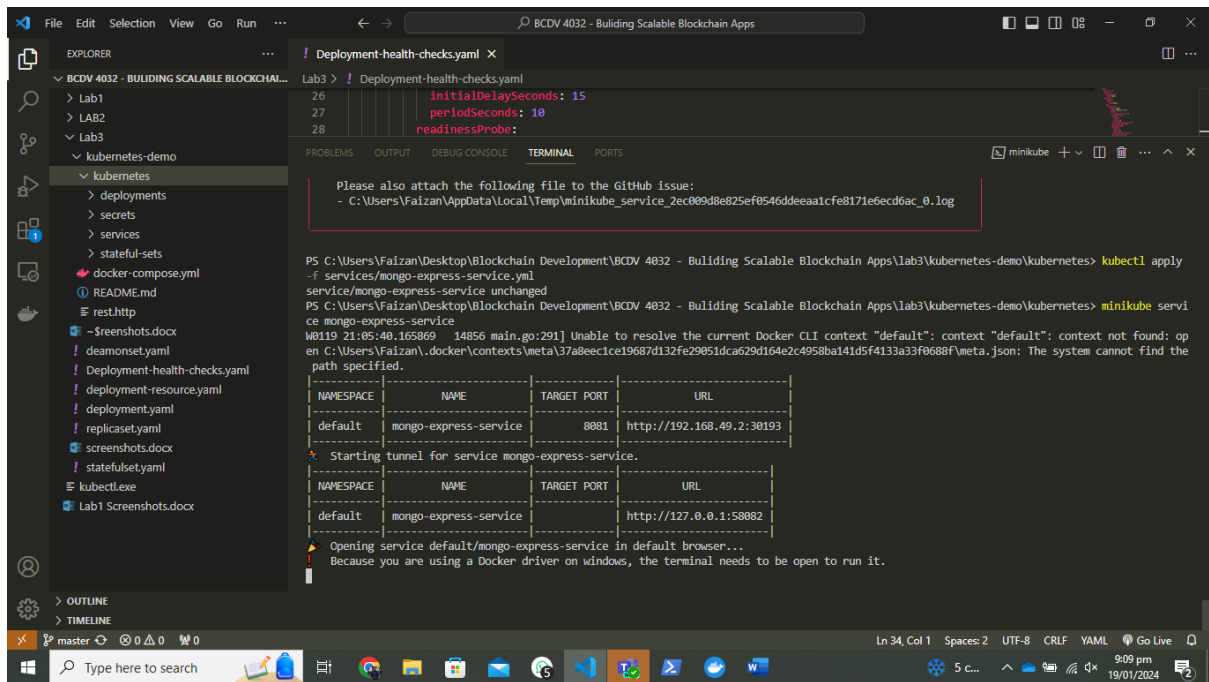 File Edit Selection View Go Run ···
BCDV 4032 - Buliding Scalable Blockchain Apps
EXPLORER
BCDV 4032 - BULIDING SCALABLE BLOCKCHAI...
Lab1
LAB2
Lab3
kubernetes-demo
kubernetes
deployments
secrets
services
stateful-sets
docker-compose.yml
README.md
rest.http
~$reenshots.docx
deamonset.yaml
Deployment-health-checks.yaml
deployment-resource.yaml
deployment.yaml
replicaset.yaml
screenshots.docx
statefulset.yaml
kubectl.exe
Lab1 Screenshots.docx
OUTLINE
TIMELINE
! Deployment-health-checks.yaml
Lab3 > ! Deployment-health-checks.yaml
26 initialDelaySeconds: 15
27 periodSeconds: 10
28 readinessProbe:
PROBLEMS OUTPUT DEBUG CONSOLE TERMINAL PORTS
minikube
Please also attach the following file to the GitHub issue:
- C:\Users\Faizan\AppData\Local\Temp\minikube_service_2ec009d8e825ef0546ddeeaa1cfe8171e6ecd6ac_0.log
PS C:\Users\Faizan\Desktop\Blockchain Development\BCDV 4032 - Buliding Scalable Blockchain Apps\lab3\kubernetes-demo\kubernetes> kubectl apply
-f services/mongo-express-service.yml
service/mongo-express-service unchanged
PS C:\Users\Faizan\Desktop\Blockchain Development\BCDV 4032 - Buliding Scalable Blockchain Apps\lab3\kubernetes-demo\kubernetes> minikube servi
ce mongo-express-service
W0119 21:05:40.165869 14856 main.go:291] Unable to resolve the current Docker CLI context "default": context "default": context not found: op
en C:\Users\Faizan\.docker\contexts\meta\37a8eec1ce19687d132fe29051dca629d164e2c4958ba141d5f4133a33f0688f\meta.json: The system cannot find the
path specified.
|-----------|-----------------------|-------------|---------------------------|
| NAMESPACE | NAME | TARGET PORT | URL |
|-----------|-----------------------|-------------|---------------------------|
| default | mongo-express-service | 8081 | http://192.168.49.2:30193 |
|-----------|-----------------------|-------------|---------------------------|
Starting tunnel for service mongo-express-service.
|-----------|-----------------------|-------------|------------------------|
| NAMESPACE | NAME | TARGET PORT | URL |
|-----------|-----------------------|-------------|------------------------|
| default | mongo-express-service | | http://127.0.0.1:58082 |
|-----------|-----------------------|-------------|------------------------|
Opening service default/mongo-express-service in default browser...
! Because you are using a Docker driver on windows, the terminal needs to be open to run it.
master 0 0 0
Ln 34, Col 1 Spaces: 2 UTF-8 CRLF YAML Go Live
Type here to search
5 c...
9:09 pm
19/01/2024